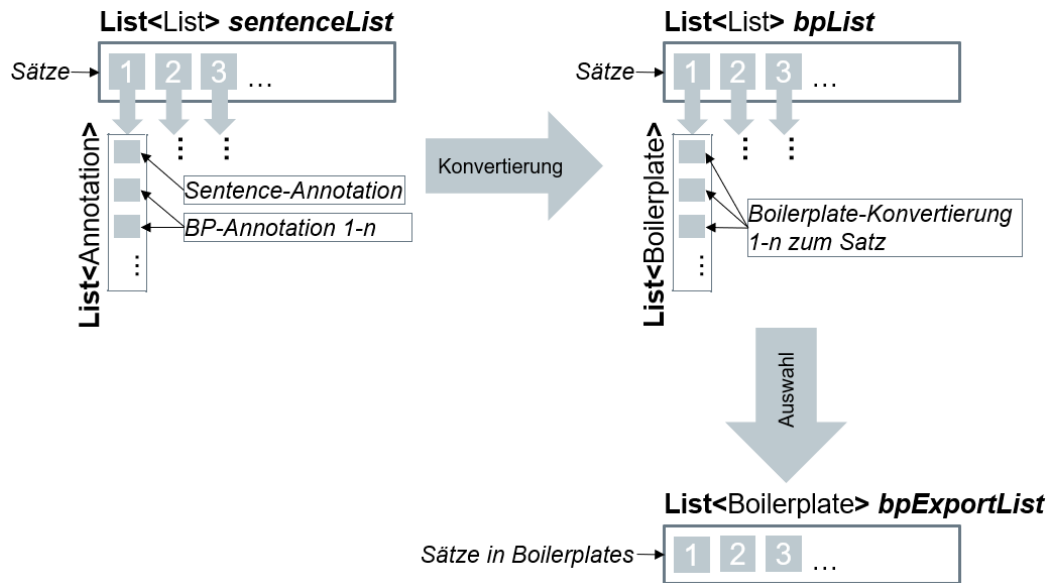 List<List> sentenceList
Sätze
1 2 3 ...
List<Annotation>
...
...
Sentence-Annotation
BP-Annotation 1-n
...
Konvertierung
List<List> bpList
Sätze
1 2 3 ...
List<Boilerplate>
...
...
Boilerplate-Konvertierung
1-n zum Satz
...
Auswahl
List<Boilerplate> bpExportList
Sätze in Boilerplates
1 2 3 ...